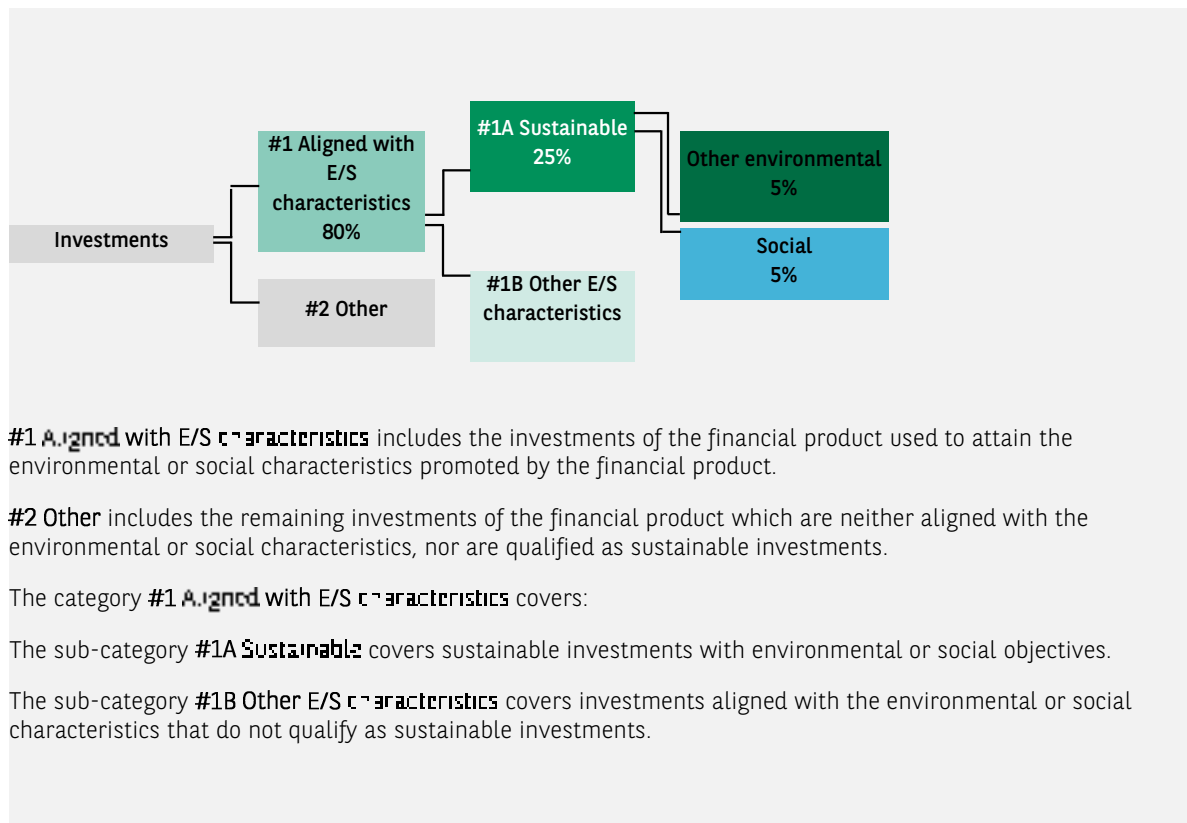 #1A Sustainable
25%
#1 Aligned with
E/S
characteristics
80%
Other environmental
5%
Investments
Social
5%
#2 Other
#1B Other E/S
characteristics
#1 Aligned with E/S characteristics includes the investments of the financial product used to attain the
environmental or social characteristics promoted by the financial product.
#2 Other includes the remaining investments of the financial product which are neither aligned with the
environmental or social characteristics, nor are qualified as sustainable investments.
The category #1 Aligned with E/S characteristics covers:
The sub-category #1A Sustainable covers sustainable investments with environmental or social objectives.
The sub-category #1B Other E/S characteristics covers investments aligned with the environmental or social
characteristics that do not qualify as sustainable investments.